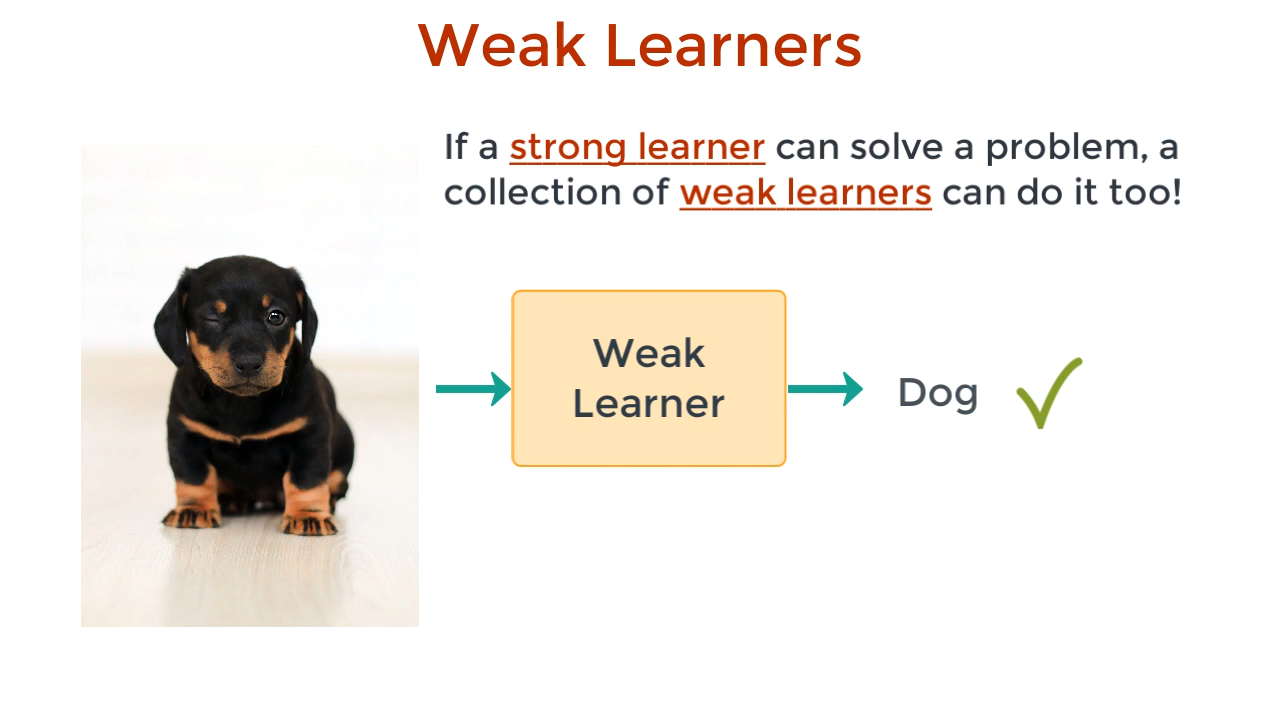 Weak Learners
If a strong learner can solve a problem, a
collection of weak learners can do it too!
Weak
Learner
Dog